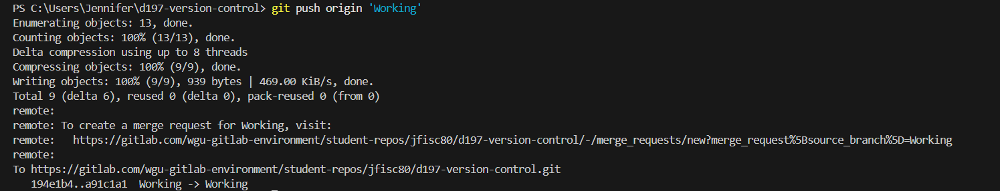 PS C:\Users\Jennifer\d197-version-control> git push origin 'Working'
Enumerating objects: 13, done.
Counting objects: 100% (13/13), done.
Delta compression using up to 8 threads
Compressing objects: 100% (9/9), done.
Writing objects: 100% (9/9), 939 bytes | 469.00 KiB/s, done.
Total 9 (delta 6), reused 0 (delta 0), pack-reused 0 (from 0)
remote:
remote: To create a merge request for Working, visit:
remote:   https://gitlab.com/wgu-gitlab-environment/student-repos/jfisc80/d197-version-control/-/merge_requests/new?merge_request%5Bsource_branch%5D=Working
remote:
To https://gitlab.com/wgu-gitlab-environment/student-repos/jfisc80/d197-version-control.git
   194e1b4..a91c1a1  Working -> Working